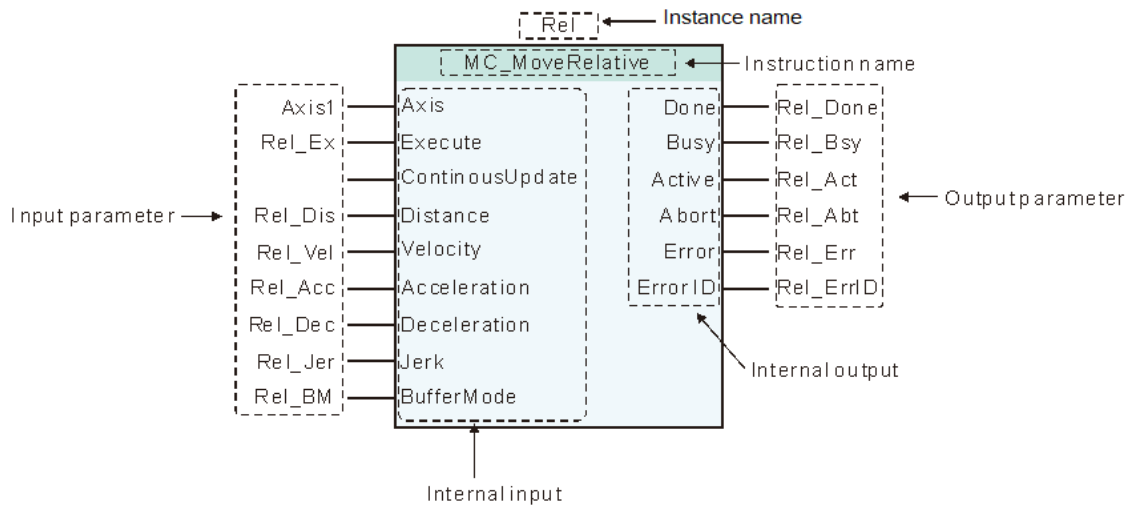 Rel
Instance name
MC_MoveRelative
Instruction name
Axis1 Axis Done Rel_Done
Rel_Ex Execute Busy Rel_Bsy
ContinousUpdate Active Rel_Act
Input parameter Rel_Dis Distance Abort Rel_Abt Output parameter
Rel_Vel Velocity Error Rel_Err
Rel_Acc Acceleration ErrorID Rel_ErrID
Rel_Dec Deceleration
Rel_Jer Jerk Internal output
Rel_BM BufferMode
Internal input